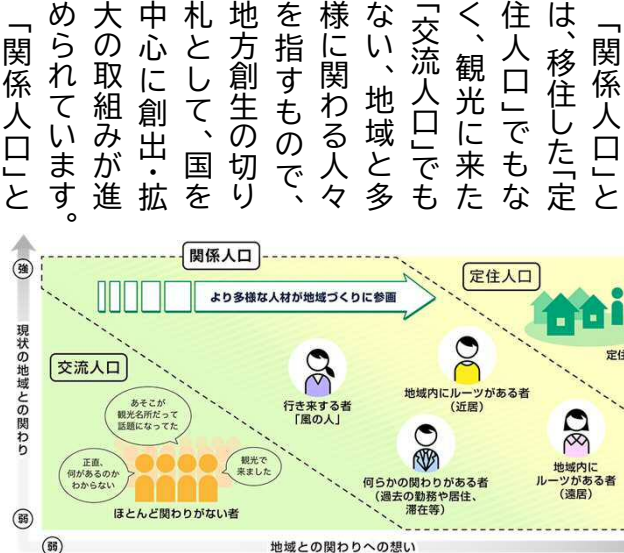 「関係人口」と
は、移住した「定
住人口」でもな
く、観光に来た
「交流人口」でも
ない、地域と多
様に関わる人々
を指すもので、
地方創生の切り
札として、国を
中心に創出・拡
大の取組みが進
められています。
「関係人口」と
関係人口
定住人口
強
より多様な人材が地域づくりに参画
定住
現状の地域との関わり
交流人口
行き来する者
「風の人」
地域内にルーツがある者
(近居)
あそこが
観光名所だって
話題になってた
正直、
何があるのか
わからない
観光で
来ました
ほとんど関わりがない者
何らかの関わりがある者
(過去の勤務や居住、
滞在等)
地域内に
ルーツがある者
(遠居)
弱
弱
地域との関わりへの想い